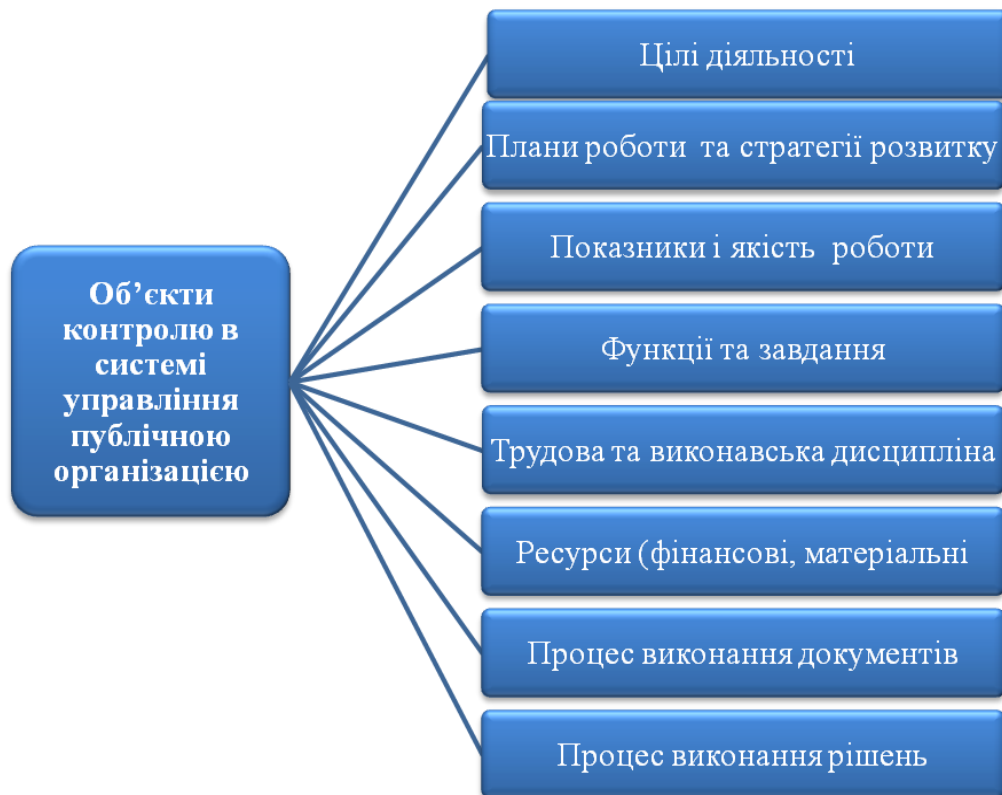 Цілі діяльності
Плани роботи та стратегії розвитку
Показники і якість роботи
Об’єкти
контролю в
системі
управління
публічною
організацією
Функції та завдання
Трудова та виконавська дисципліна
Ресурси (фінансові, матеріальні
Процес виконання документів
Процес виконання рішень